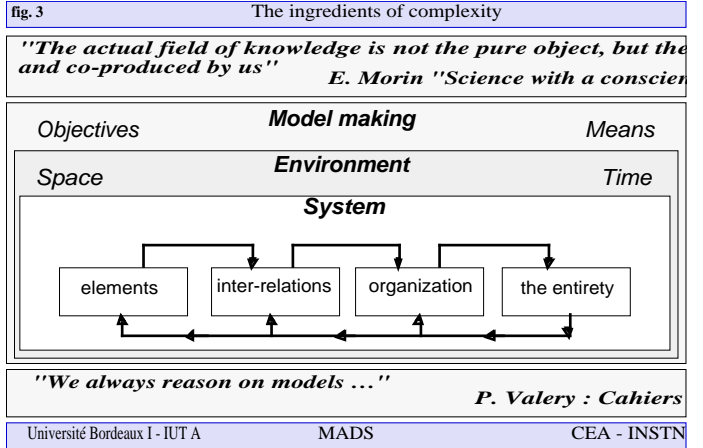 fig. 3 The ingredients of complexity
"The actual field of knowledge is not the pure object, but the
and co-produced by us"
E. Morin "Science with a conscien
Model making
Objectives Means
Environment
Space Time
System
elements inter-relations organization the entirety
"We always reason on models ..."
P. Valery : Cahiers
Université Bordeaux I - IUT A MADS CEA - INSTN